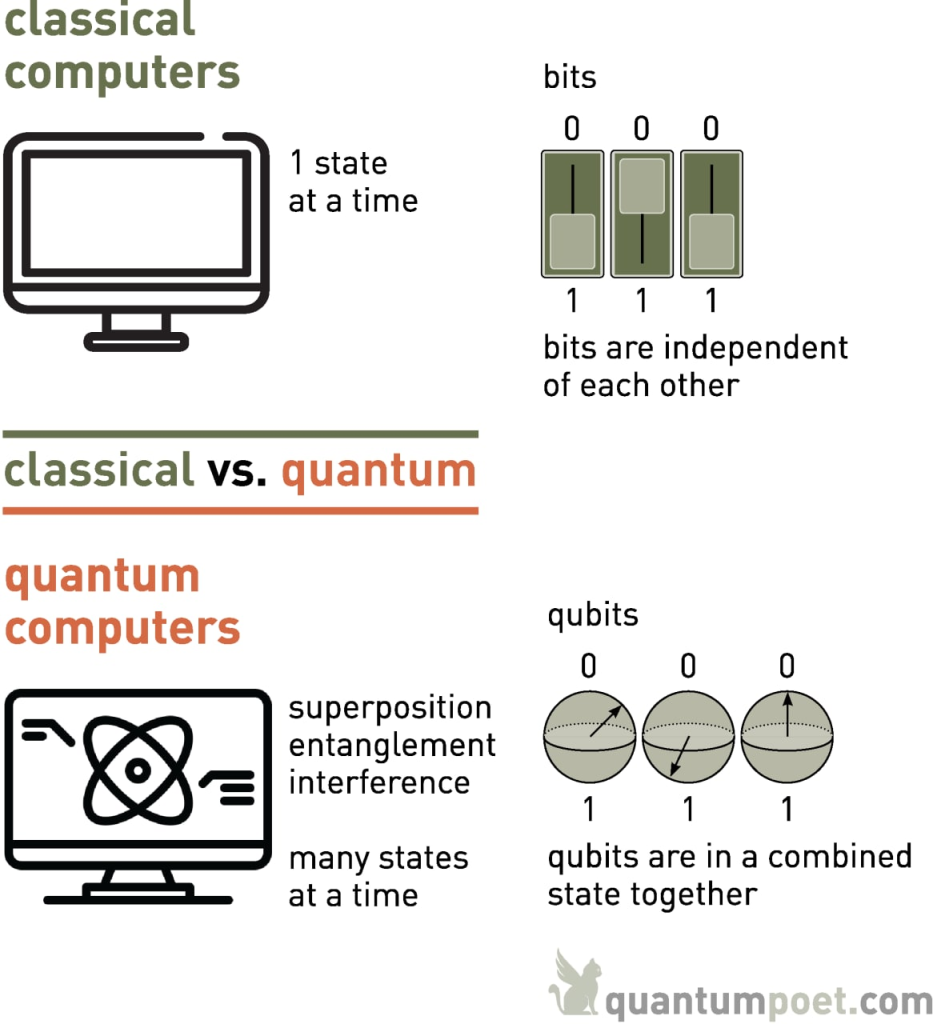 classical
computers
1 state
at a time
bits
0 0 0
1 1 1
bits are independent
of each other
classical vs. quantum
quantum
computers
superposition
entanglement
interference
many states
at a time
qubits
0 0 0
1 1 1
qubits are in a combined
state together
quantumpoet.com